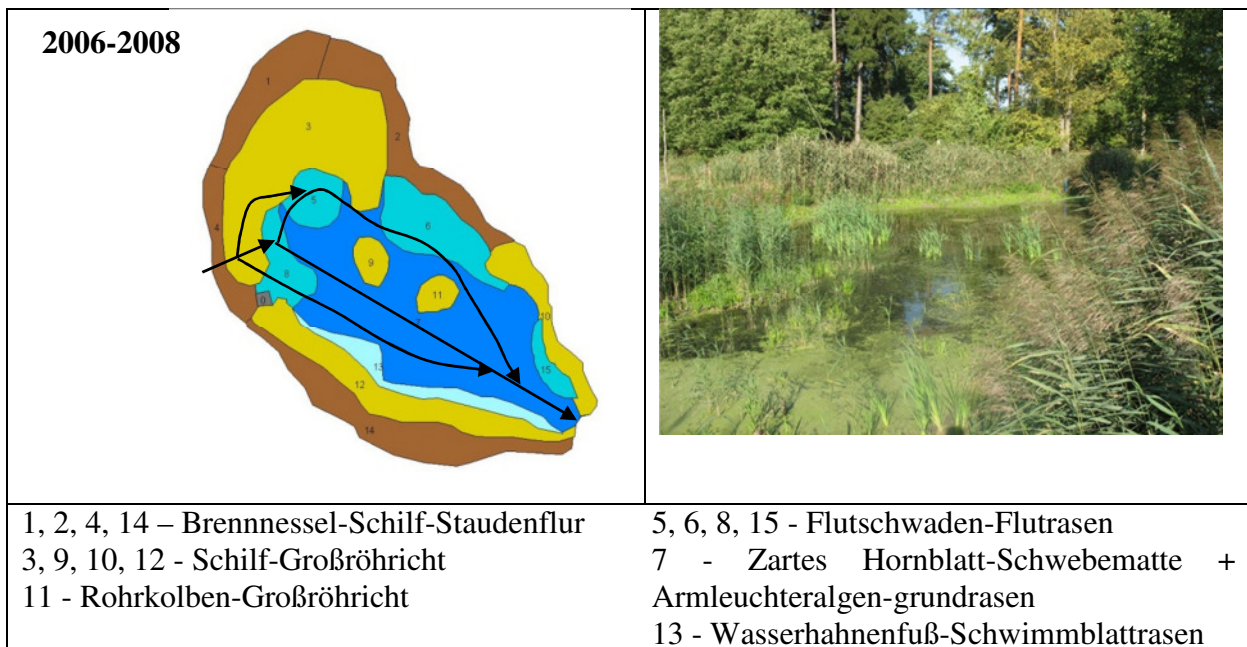 2006-2008
1
3
2
4
5
6
9
8
11
0
7
10
13
15
12
14
1, 2, 4, 14 – Brennnessel-Schilf-Staudenflur
3, 9, 10, 12 - Schilf-Großröhricht
11 - Rohrkolben-Großröhricht
5, 6, 8, 15 - Flutschwaden-Flutrasen
7 - Zartes Hornblatt-Schwebematte +
Armleuchteralgen-grundrasen
13 - Wasserhahnenfuß-Schwimmblattrasen